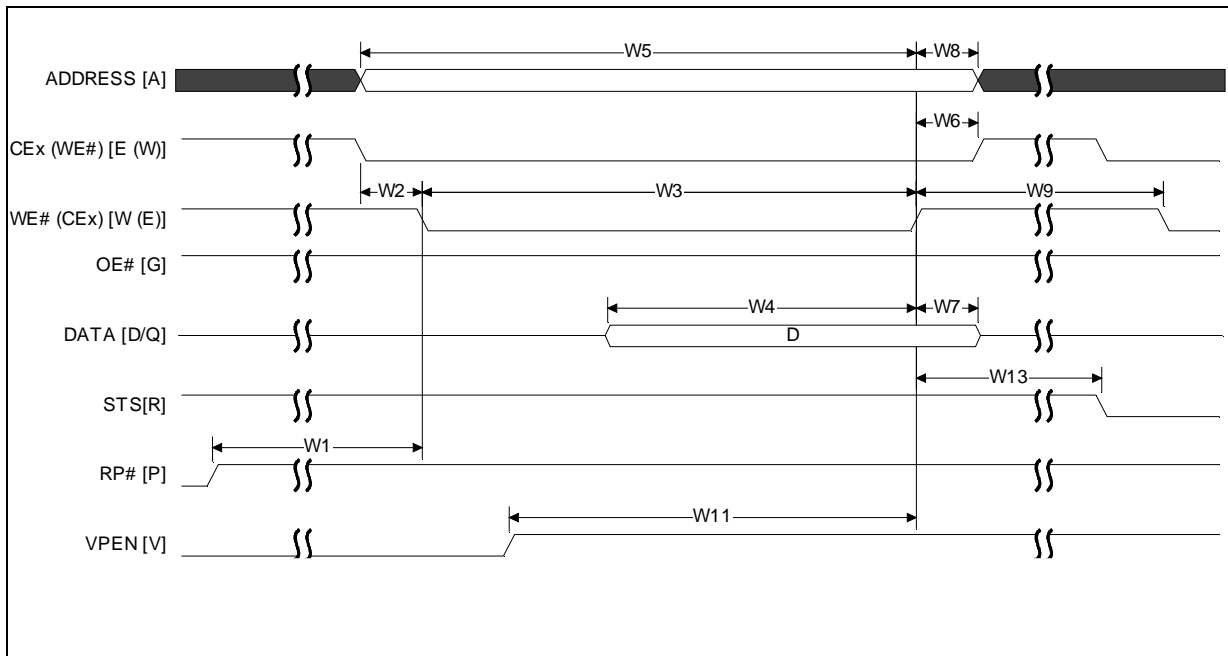 W5
W8
ADDRESS [A]
W6
CEx (WE#) [E (W)]
W2
W3
W9
WE# (CEx) [W (E)]
OE# [G]
W4
W7
DATA [D/Q]
D
W13
STS[R]
W1
RP# [P]
W11
VPEN [V]